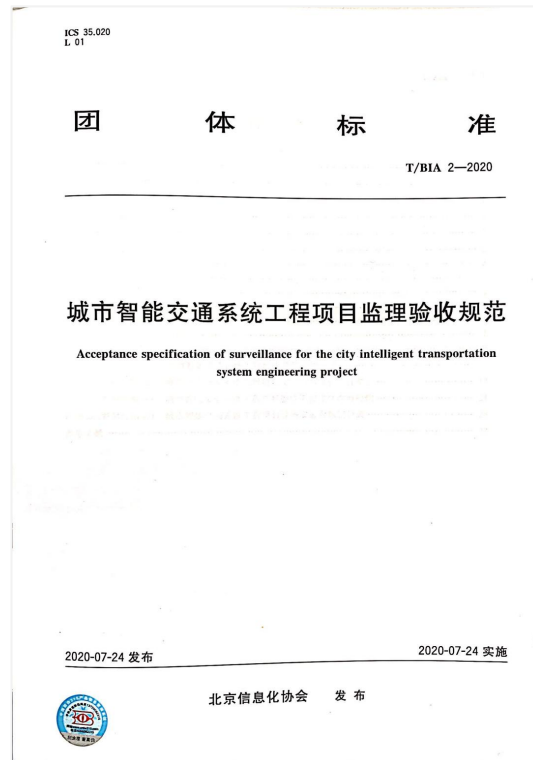 ICS 35.020
L 01
团体标准
T/BIA 2—2020
城市智能交通系统工程项目监理验收规范
Acceptance specification of surveillance for the city intelligent transportation
system engineering project
2020-07-24 发布
2020-07-24 实施
北京信息化协会 发布